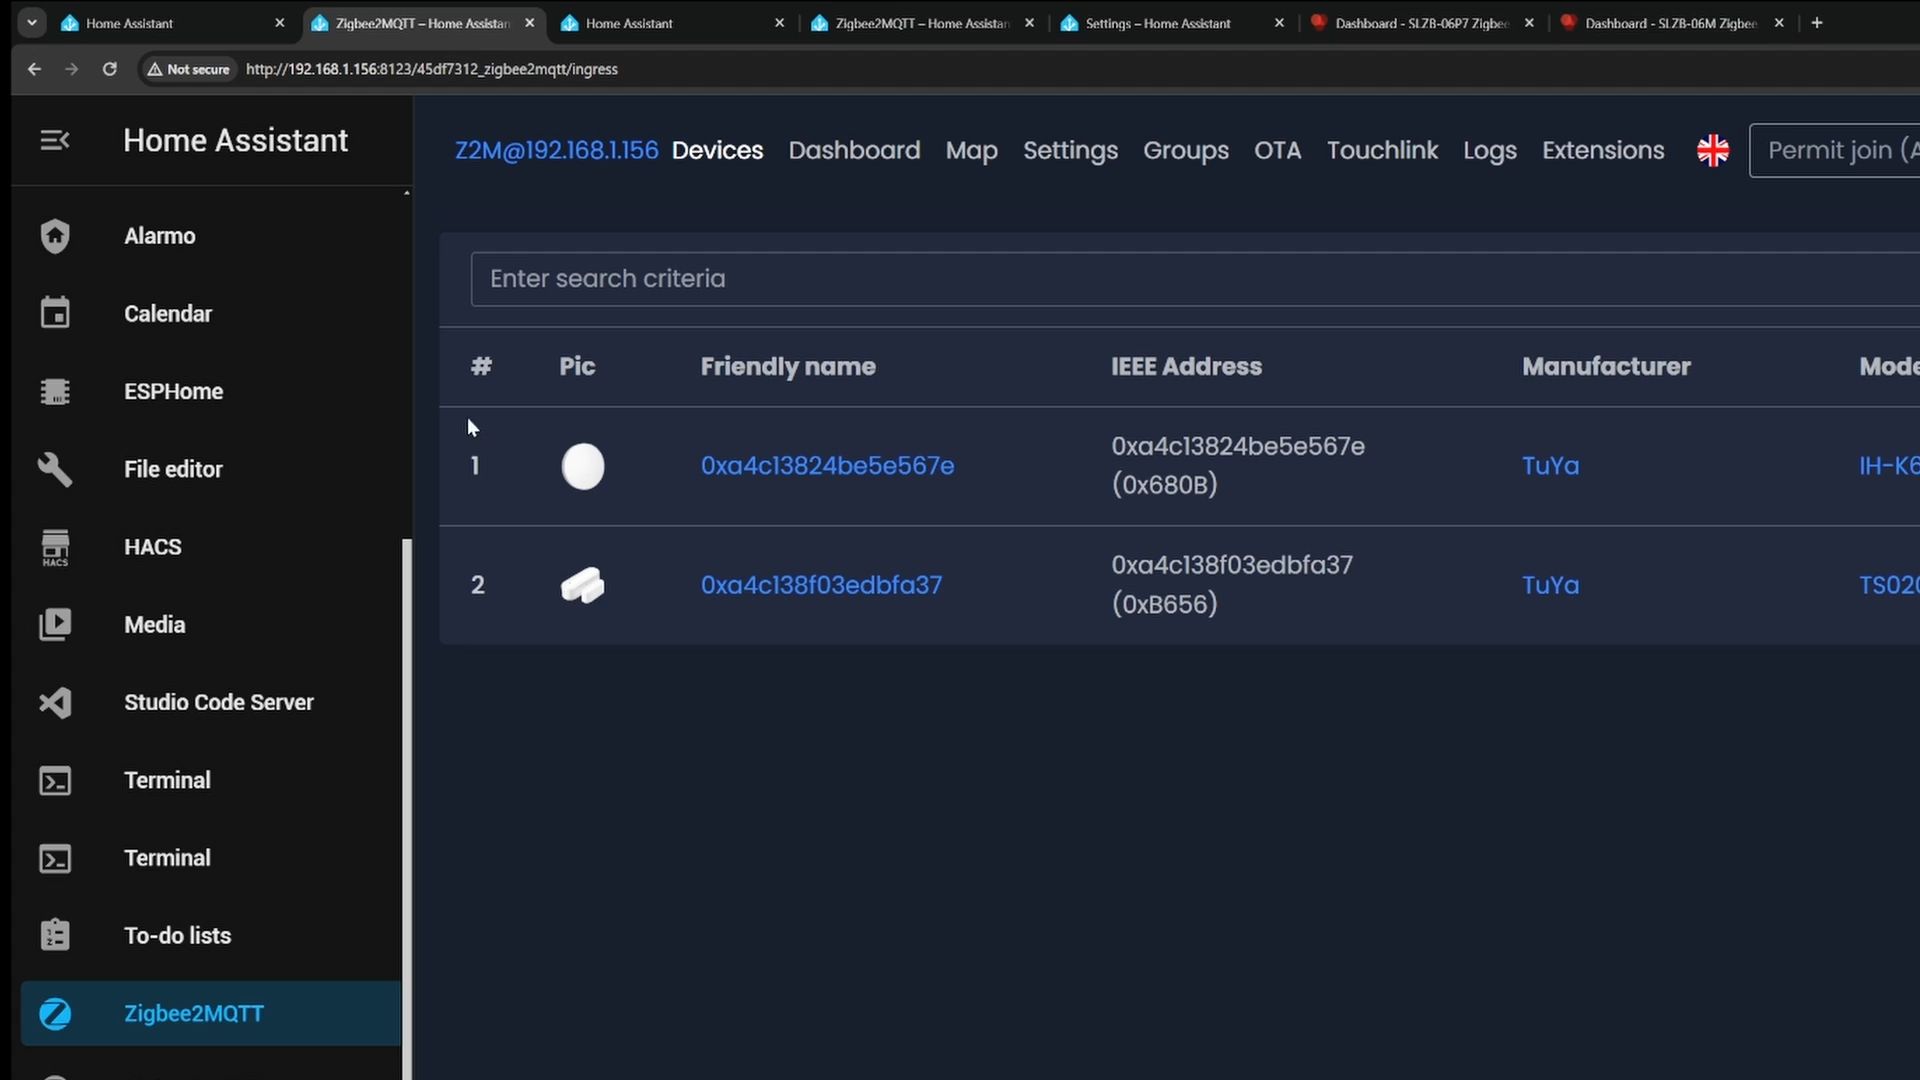 Home Assistant
Zigbee2MQTT – Home Assistan
Home Assistant
Zigbee2MQTT – Home Assistan
Settings – Home Assistant
Dashboard - SLZB-06P7 Zigbe
Dashboard - SLZB-06M Zigbe
Not secure
http://192.168.1.156:8123/45df7312_zigbee2mqtt/ingress
Home Assistant
Z2M@192.168.1.156 Devices Dashboard Map Settings Groups OTA Touchlink Logs Extensions Permit join (A
Alarmo
Calendar
ESPHome
File editor
HACS
HACS
Media
Studio Code Server
Terminal
Terminal
To-do lists
Zigbee2MQTT
Enter search criteria
# Pic Friendly name IEEE Address Manufacturer Mode
1 0xa4c13824be5e567e 0xa4c13824be5e567e (0x680B) TuYa IH-K6
2 0xa4c138f03edbfa37 0xa4c138f03edbfa37 (0xB656) TuYa TS020